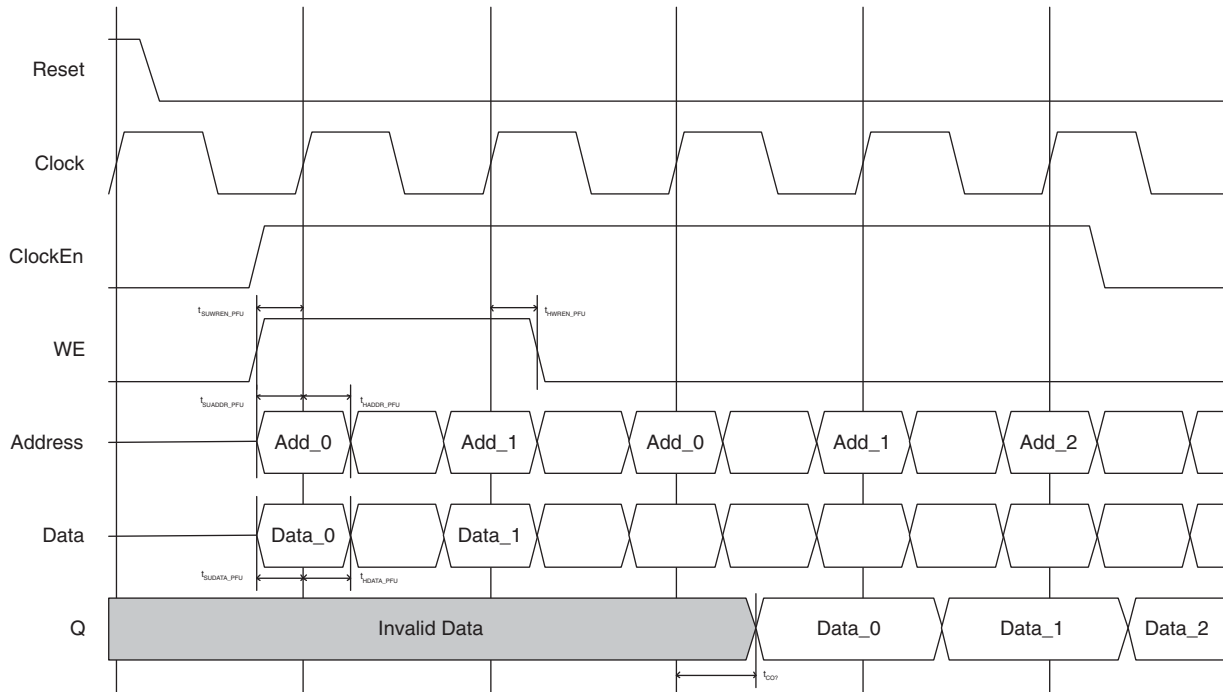 Reset
Clock
ClockEn
tSUWREN_PFU tHWREN_PFU
WE
tSUADDR_PFU tHADDR_PFU
Address Add_0 Add_1 Add_0 Add_1 Add_2
Data Data_0 Data_1
tSUDATA_PFU tHDATA_PFU
Q Invalid Data Data_0 Data_1 Data_2
tCO?